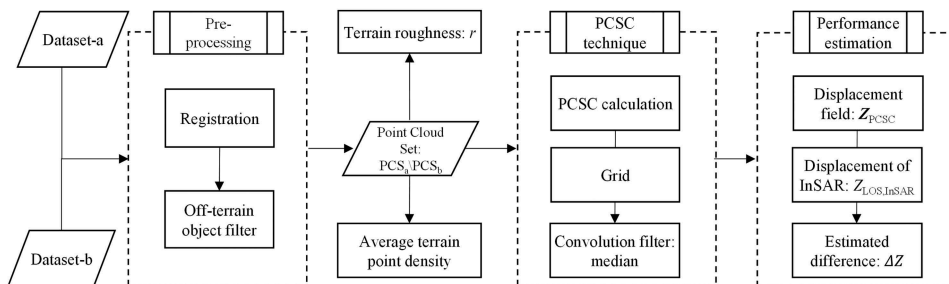 Dataset-a
Dataset-b
Pre-
processing
Registration
Off-terrain
object filter
Terrain roughness: r
Point Cloud
Set:
PCSa\PCSb
Average terrain
point density
PCSC
technique
PCSC calculation
Grid
Convolution filter:
median
Performance
estimation
Displacement
field: ZPCSC
Displacement of
InSAR: ZLOS,InSAR
Estimated
difference: ΔZ